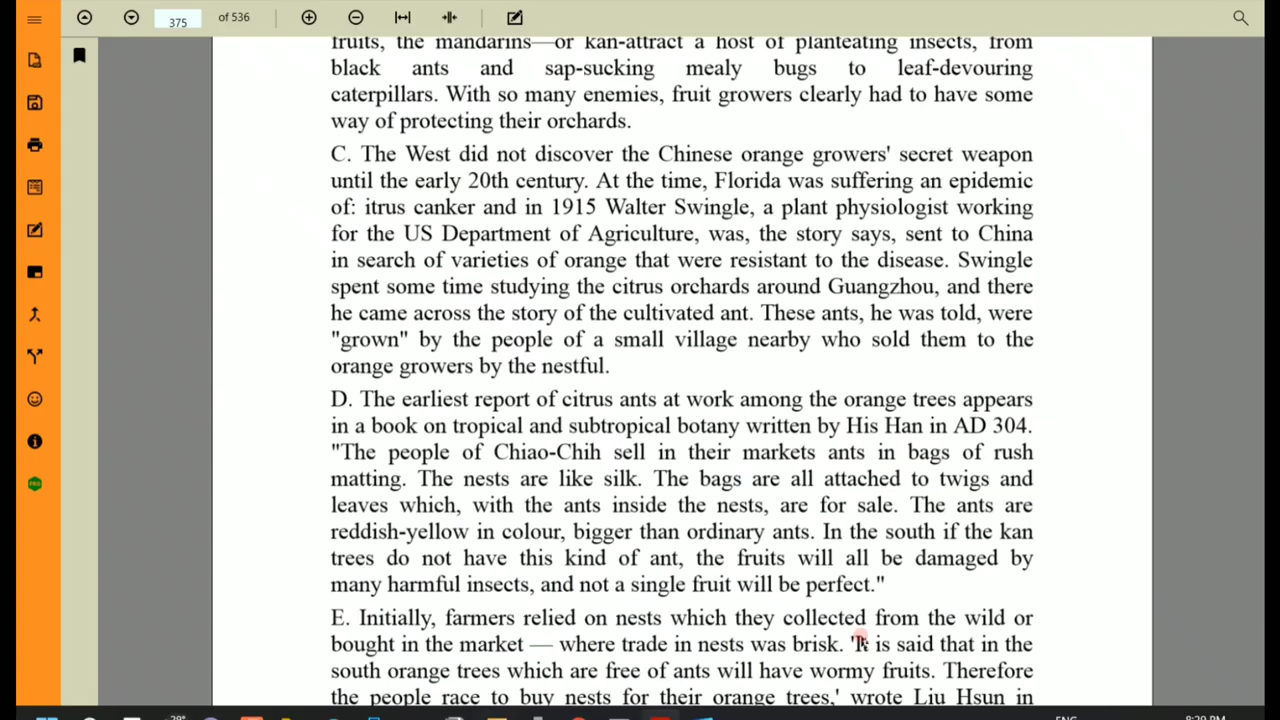 375
of 536
fruits, the mandarins—or kan-attract a host of planteating insects, from
black ants and sap-sucking mealy bugs to leaf-devouring
caterpillars. With so many enemies, fruit growers clearly had to have some
way of protecting their orchards.
C. The West did not discover the Chinese orange growers' secret weapon
until the early 20th century. At the time, Florida was suffering an epidemic
of: itrus canker and in 1915 Walter Swingle, a plant physiologist working
for the US Department of Agriculture, was, the story says, sent to China
in search of varieties of orange that were resistant to the disease. Swingle
spent some time studying the citrus orchards around Guangzhou, and there
he came across the story of the cultivated ant. These ants, he was told, were
"grown" by the people of a small village nearby who sold them to the
orange growers by the nestful.
D. The earliest report of citrus ants at work among the orange trees appears
in a book on tropical and subtropical botany written by His Han in AD 304.
"The people of Chiao-Chih sell in their markets ants in bags of rush
matting. The nests are like silk. The bags are all attached to twigs and
leaves which, with the ants inside the nests, are for sale. The ants are
reddish-yellow in colour, bigger than ordinary ants. In the south if the kan
trees do not have this kind of ant, the fruits will all be damaged by
many harmful insects, and not a single fruit will be perfect."
E. Initially, farmers relied on nests which they collected from the wild or
bought in the market — where trade in nests was brisk. 'It is said that in the
south orange trees which are free of ants will have wormy fruits. Therefore
the people race to buy nests for their orange trees,' wrote Liu Hsun in
PRO
29°
ENG
8:29 PM